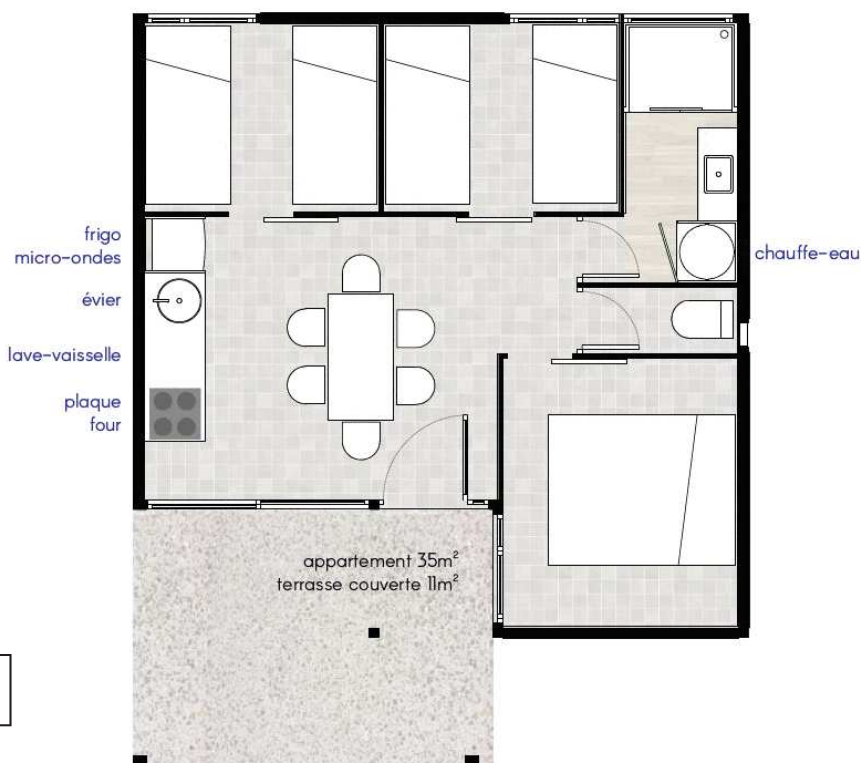 frigo
micro-ondes
évier
lave-vaisselle
plaque
four
chauffe-eau
appartement 35m²
terrasse couverte 11m²